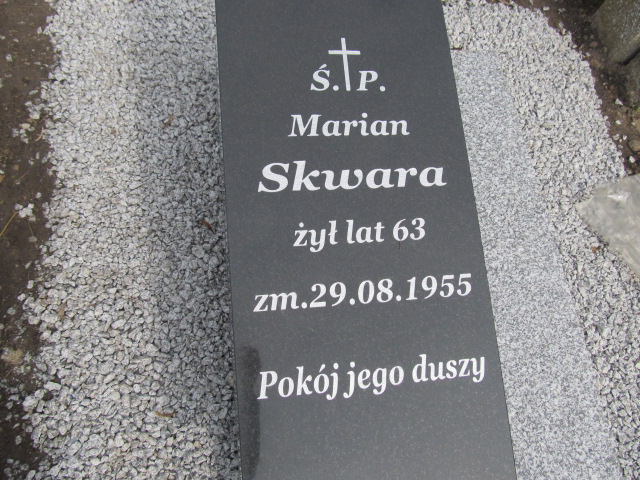 Ś.P.
Marian
Skwara
żył lat 63
zm.29.08.1955
Pokój jego duszy